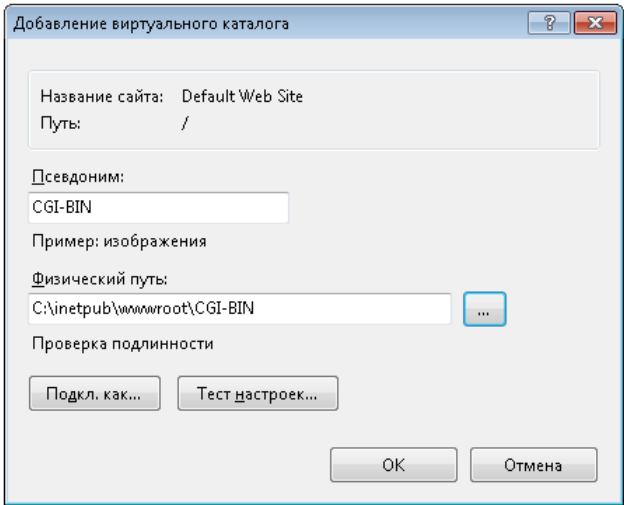 Добавление виртуального каталога
Название сайта: Default Web Site
Путь: /
Псевдоним:
CGI-BIN
Пример: изображения
Физический путь:
C:\inetpub\wwwroot\CGI-BIN
...
Проверка подлинности
Подкл. как... Тест настроек...
OK Отмена